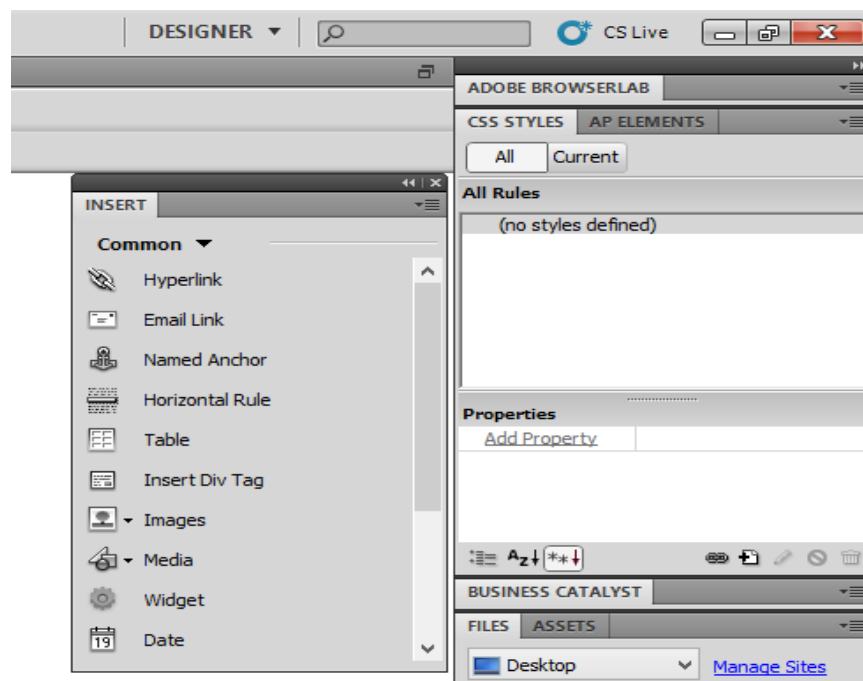 DESIGNER
CS Live
ADOBE BROWSERLAB
CSS STYLES AP ELEMENTS
All Current
All Rules
(no styles defined)
Properties
Add Property
AZ **
BUSINESS CATALYST
FILES ASSETS
Desktop Manage Sites
INSERT
Common
Hyperlink
Email Link
Named Anchor
Horizontal Rule
Table
Insert Div Tag
Images
Media
Widget
19 Date